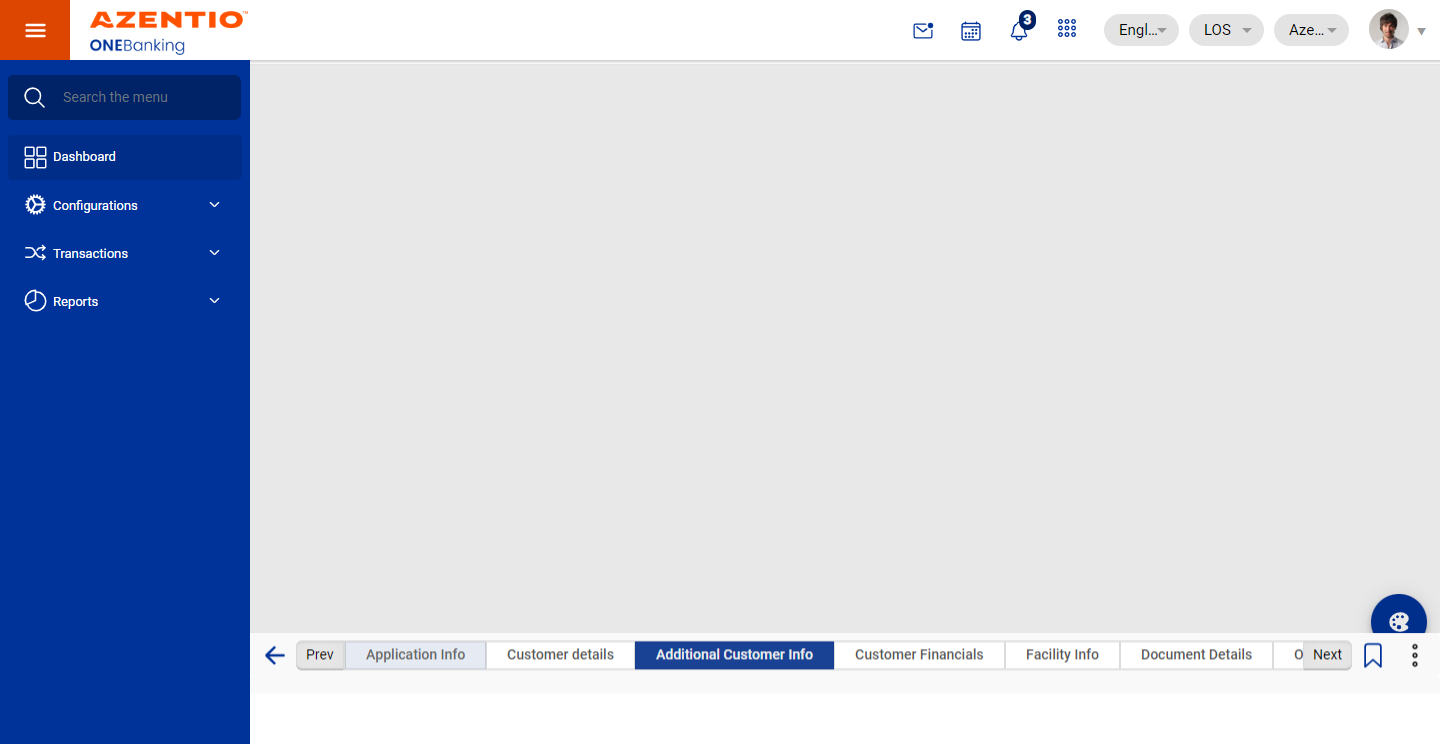 AZENTIO™
ONEBanking
3
Engl...
LOS
Aze...
Search the menu
Dashboard
Configurations
Transactions
Reports
Prev
Application Info
Customer details
Additional Customer Info
Customer Financials
Facility Info
Document Details
O
Next